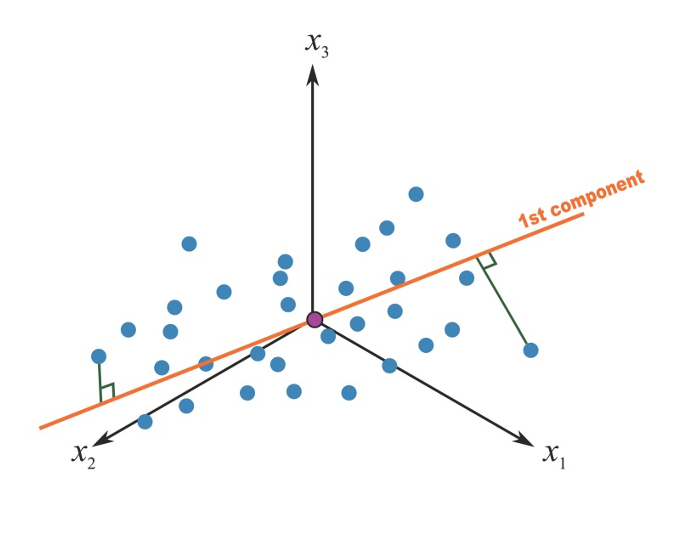 x₃
1st component
x₂
x₁